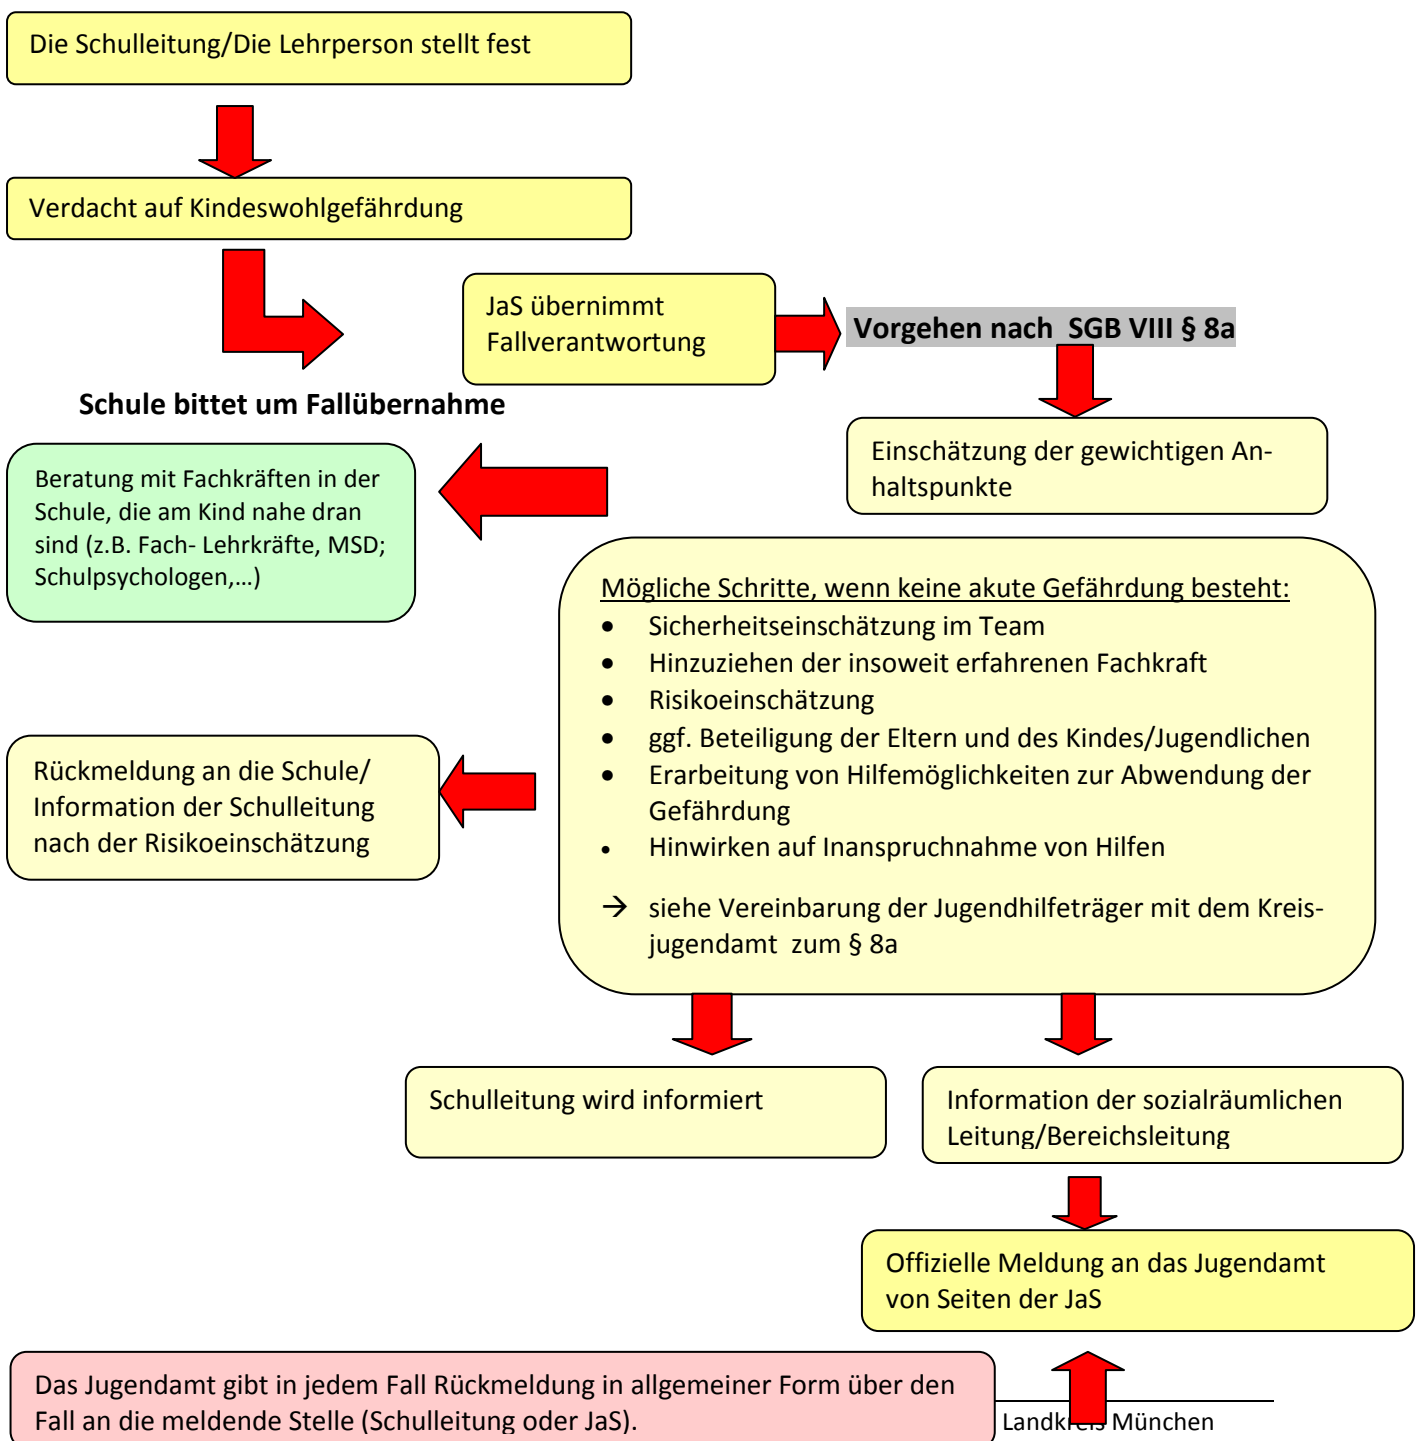 Die Schulleitung/Die Lehrperson stellt fest
Verdacht auf Kindeswohlgefährdung
JaS übernimmt
Fallverantwortung
Vorgehen nach SGB VIII § 8a
Schule bittet um Fallübernahme
Einschätzung der gewichtigen An-
haltspunkte
Beratung mit Fachkräften in der
Schule, die am Kind nahe dran
sind (z.B. Fach- Lehrkräfte, MSD;
Schulpsychologen,...)
Mögliche Schritte, wenn keine akute Gefährdung besteht:
• Sicherheitseinschätzung im Team
• Hinzuziehen der insoweit erfahrenen Fachkraft
• Risikoeinschätzung
• ggf. Beteiligung der Eltern und des Kindes/Jugendlichen
• Erarbeitung von Hilfemöglichkeiten zur Abwendung der
Gefährdung
• Hinwirken auf Inanspruchnahme von Hilfen
→ siehe Vereinbarung der Jugendhilfeträger mit dem Kreis-
jugendamt zum § 8a
Rückmeldung an die Schule/
Information der Schulleitung
nach der Risikoeinschätzung
Schulleitung wird informiert
Information der sozialräumlichen
Leitung/Bereichsleitung
Offizielle Meldung an das Jugendamt
von Seiten der JaS
Das Jugendamt gibt in jedem Fall Rückmeldung in allgemeiner Form über den
Fall an die meldende Stelle (Schulleitung oder JaS).
Landkreis München